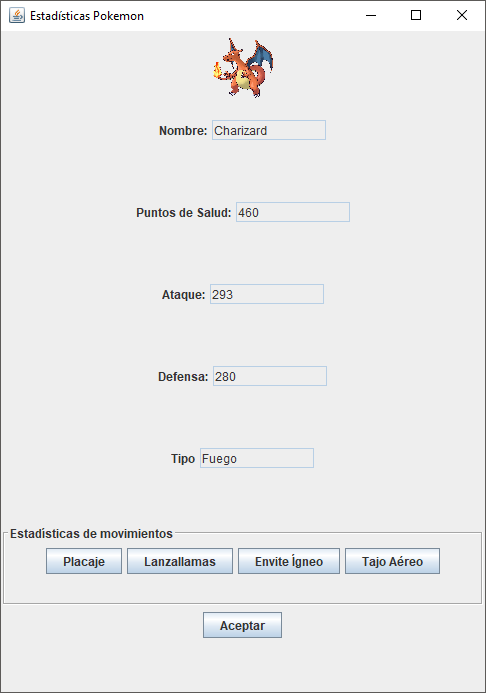 Estadísticas Pokemon
Nombre: Charizard
Puntos de Salud: 460
Ataque: 293
Defensa: 280
Tipo Fuego
Estadísticas de movimientos
Placaje Lanzallamas Envite Ígneo Tajo Aéreo
Aceptar